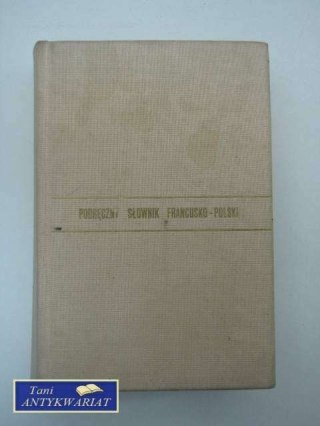 PODRĘCZNY SŁOWNIK FRANCUSKO-POLSKI
Tani
ANTYKWARIAT